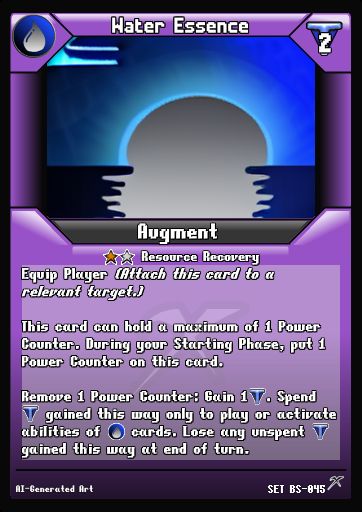 Water Essence
2
Augment
Resource Recovery
Equip Player (Attach this card to a
relevant target.)
This card can hold a maximum of 1 Power
Counter. During your Starting Phase, put 1
Power Counter on this card.
Remove 1 Power Counter: Gain 1 . Spend
gained this way only to play or activate
abilities of cards. Lose any unspent
gained this way at end of turn.
AI-Generated Art
SET BS-045